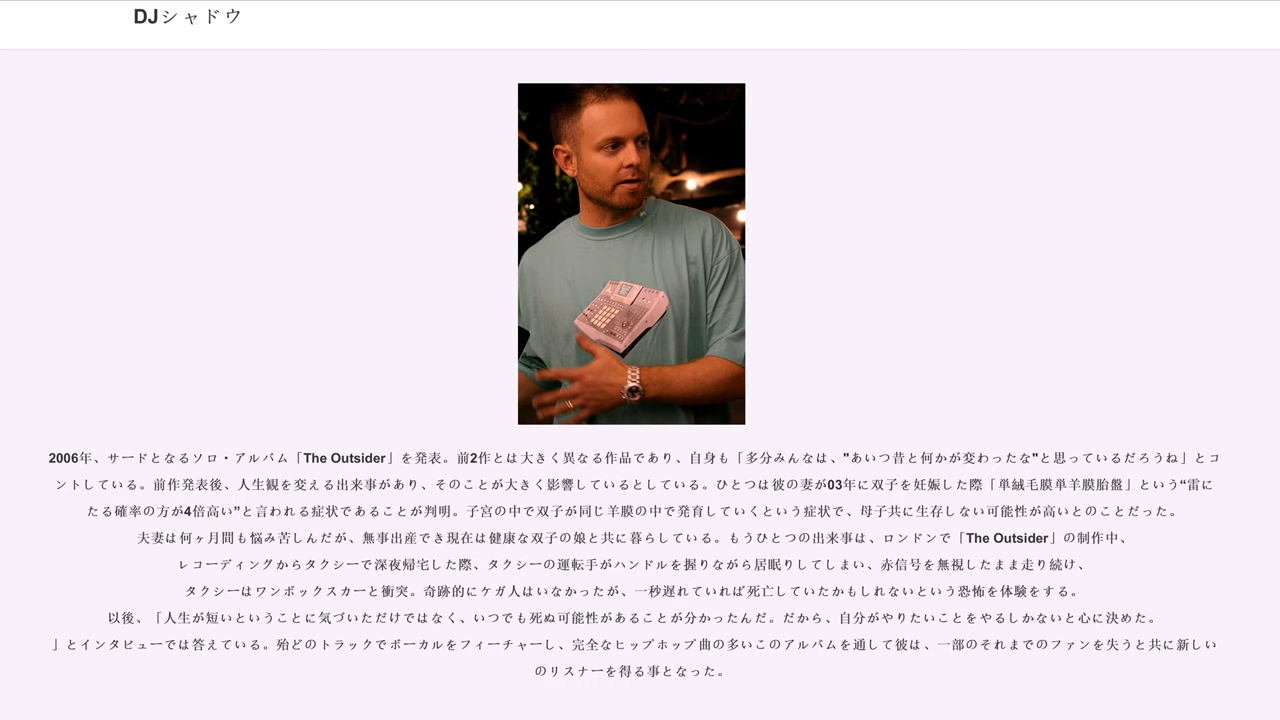 DJシャドウ
2006年、サードとなるソロ・アルバム「The Outsider」を発表。前2作とは大きく異なる作品であり、自身も「多分みんなは、"あいつ昔と何かが変わったな"と思っているだろうね」とコ
ントしている。前作発表後、人生観を変える出来事があり、そのことが大きく影響しているとしている。ひとつは彼の妻が03年に双子を妊娠した際「単絨毛膜単羊膜胎盤」という“雷に
たる確率の方が4倍高い”と言われる症状であることが判明。子宮の中で双子が同じ羊膜の中で発育していくという症状で、母子共に生存しない可能性が高いとのことだった。
夫妻は何ヶ月間も悩み苦しんだが、無事出産でき現在は健康な双子の娘と共に暮らしている。もうひとつの出来事は、ロンドンで「The Outsider」の制作中、
レコーディングからタクシーで深夜帰宅した際、タクシーの運転手がハンドルを握りながら居眠りしてしまい、赤信号を無視したまま走り続け、
タクシーはワンボックスカーと衝突。奇跡的にケガ人はいなかったが、一秒遅れていれば死亡していたかもしれないという恐怖を体験をする。
以後、「人生が短いということに気づいただけではなく、いつでも死ぬ可能性があることが分かったんだ。だから、自分がやりたいことをやるしかないと心に決めた。
」とインタビューでは答えている。殆どのトラックでボーカルをフィーチャーし、完全なヒップホップ曲の多いこのアルバムを通して彼は、一部のそれまでのファンを失うと共に新しい
のリスナーを得る事となった。